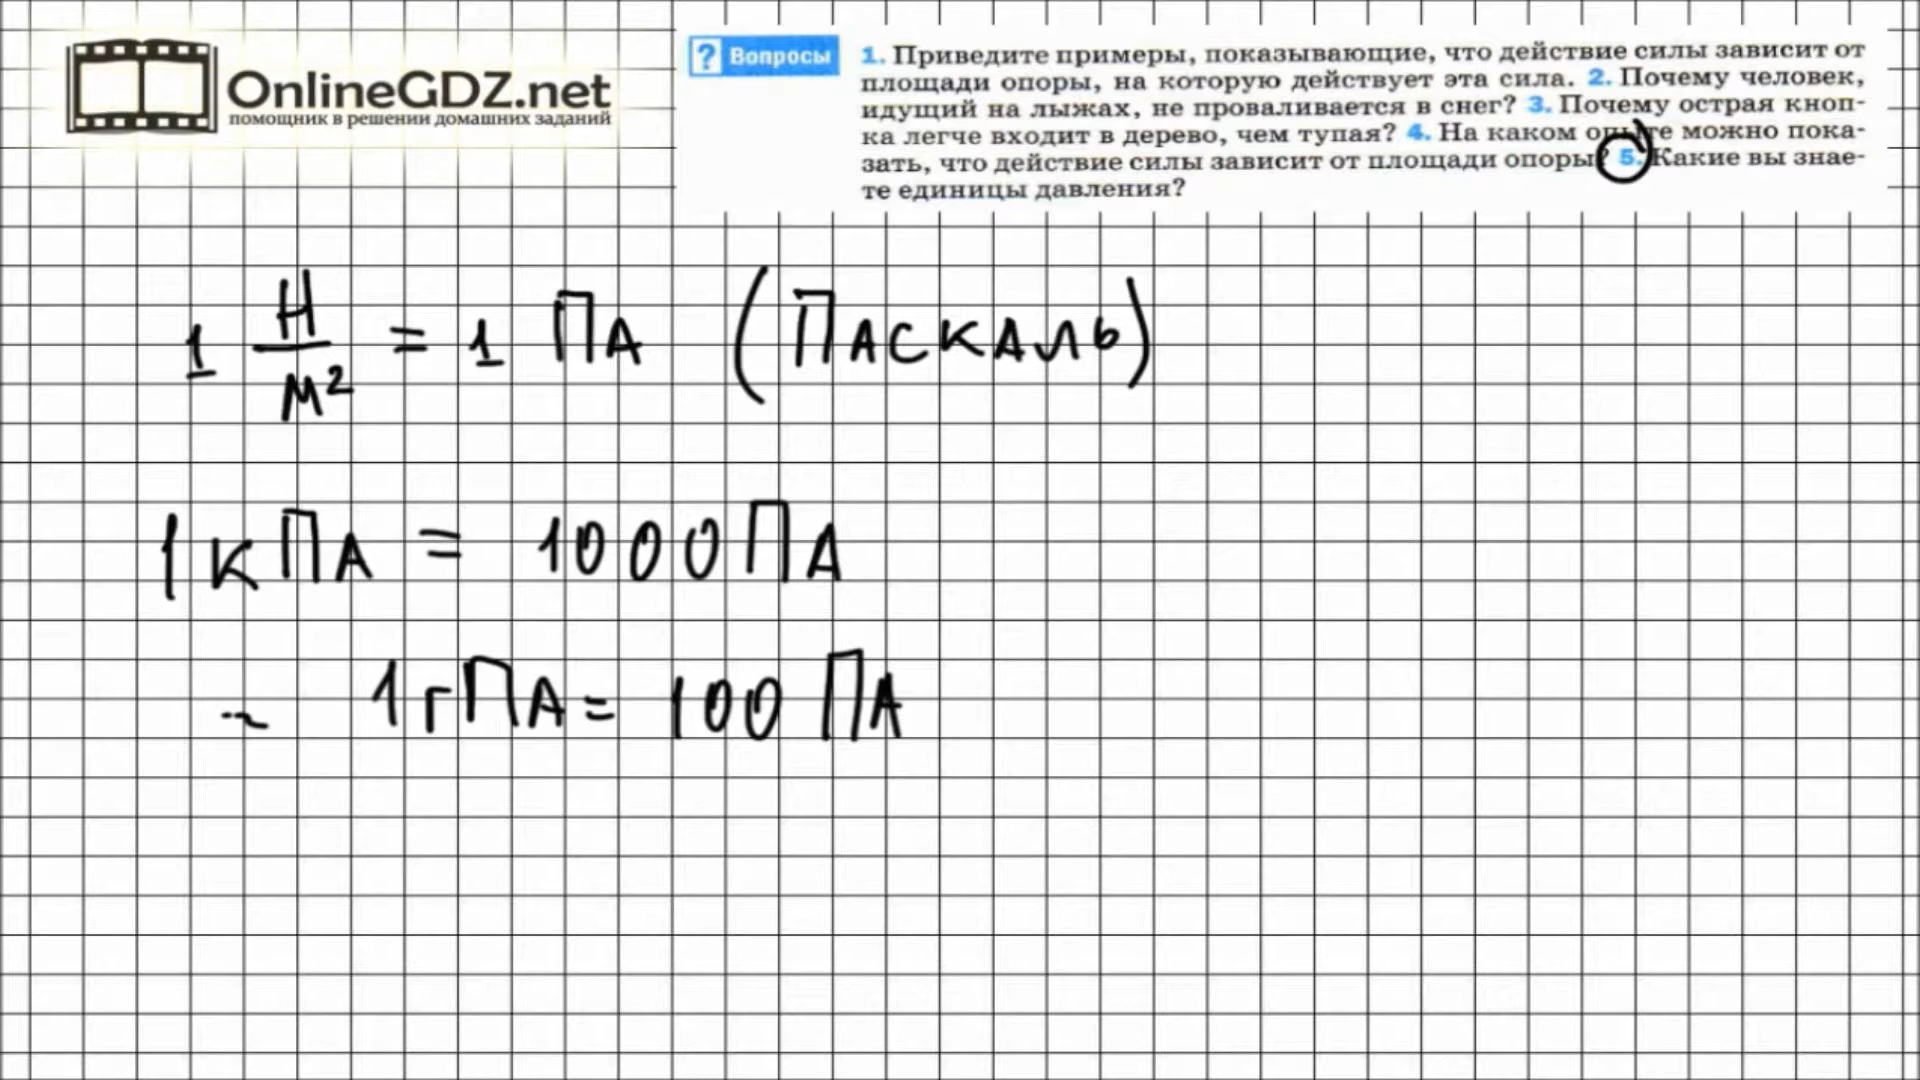 OnlineGDZ.net
помощник в решении домашних заданий
? Вопросы
1. Приведите примеры, показывающие, что действие силы зависит от
площади опоры, на которую действует эта сила. 2. Почему человек,
идущий на лыжах, не проваливается в снег? 3. Почему острая кноп-
ка легче входит в дерево, чем тупая? 4. На каком опыте можно пока-
зать, что действие силы зависит от площади опоры? 5. Какие вы знае-
те единицы давления?
1 Н/м² = 1 ПА (ПАСКАЛЬ)
1 кПА = 1000 ПА
1 гПА = 100 ПА